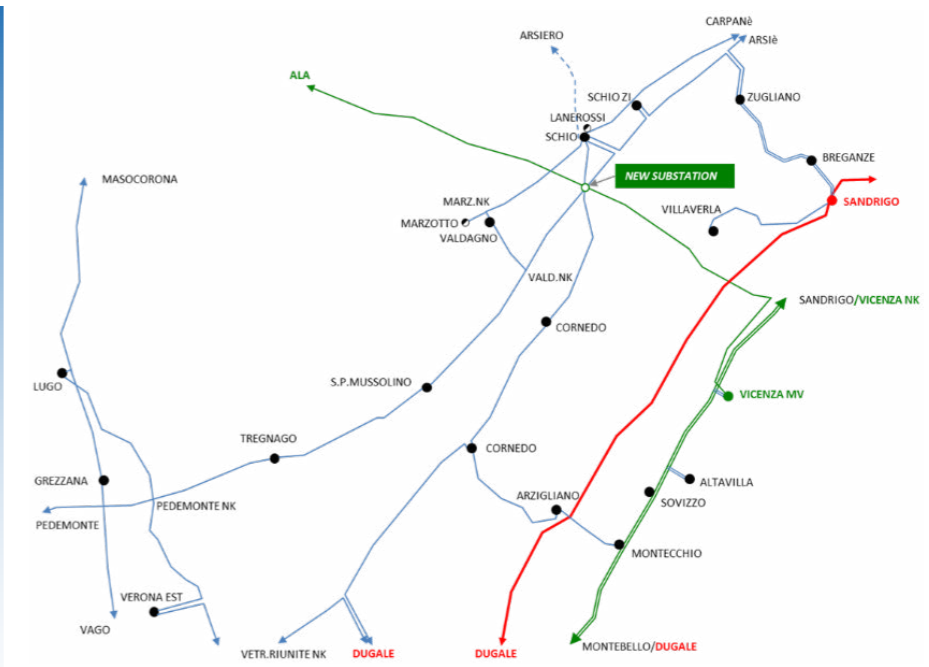 CARPANè
ARSIERO
ARSIè
ALA
SCHIO ZI
ZUGLIANO
LANEROSSI
SCHIO
BREGANZE
NEW SUBSTATION
MASOCORONA
MARZ.NK
VILLAVERLA
SANDRIGO
MARZOTTO
VALDAGNO
VALD.NK
SANDRIGO/VICENZA NK
CORNEDO
LUGO
S.P.MUSSOLINO
VICENZA MV
TREGNAGO
CORNEDO
GREZZANA
ALTAVILLA
ARZIGLIANO
SOVIZZO
PEDEMONTE NK
PEDEMONTE
MONTECCHIO
VERONA EST
VAGO
VETR.RIUNITE NK
DUGALE
DUGALE
MONTEBELLO/DUGALE